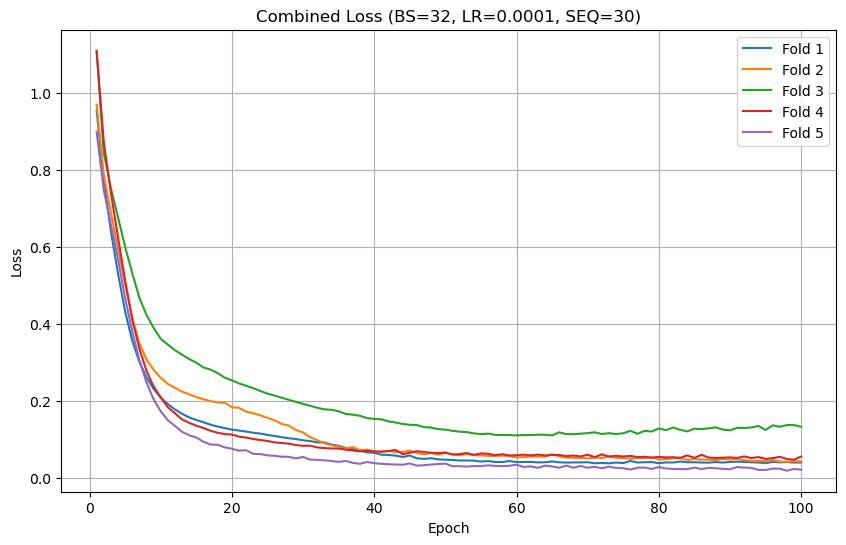 Combined Loss (BS=32, LR=0.0001, SEQ=30)
Fold 1
Fold 2
Fold 3
Fold 4
Fold 5
Loss
1.0
0.8
0.6
0.4
0.2
0.0
0 20 40 60 80 100
Epoch